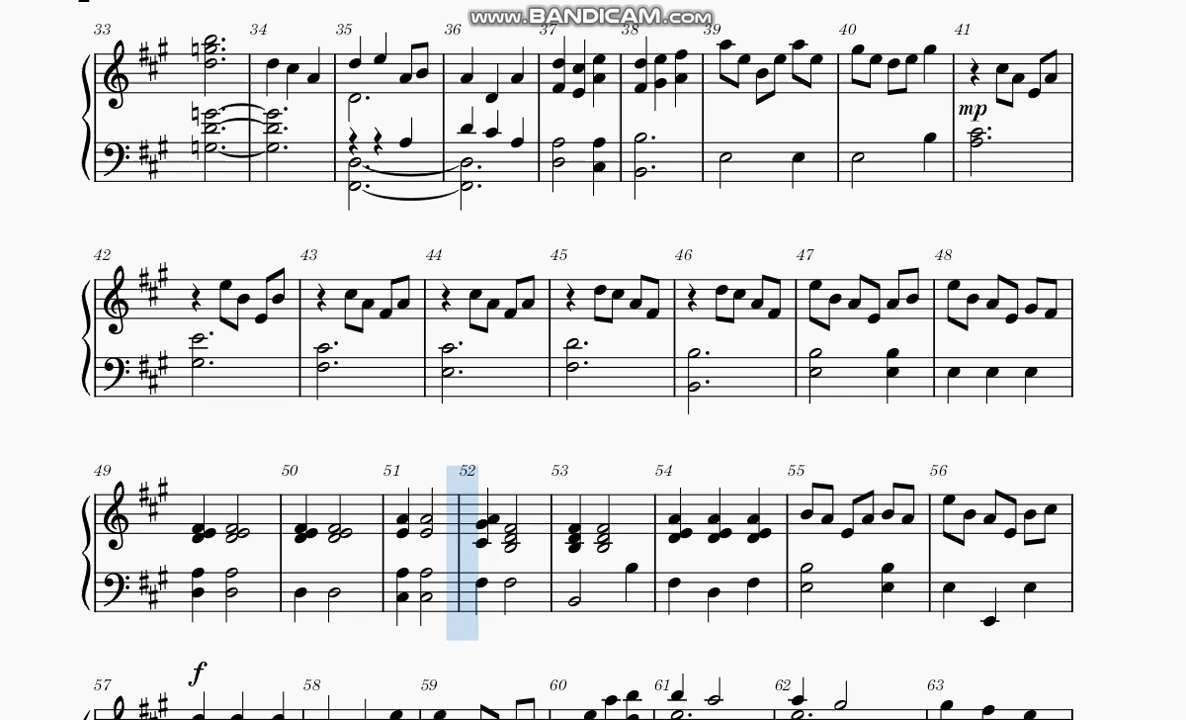 www.BANDICAM.com
33 34 35 36 37 38 39 40 41
mp
42 43 44 45 46 47 48
49 50 51 52 53 54 55 56
f
57 58 59 60 61 62 63